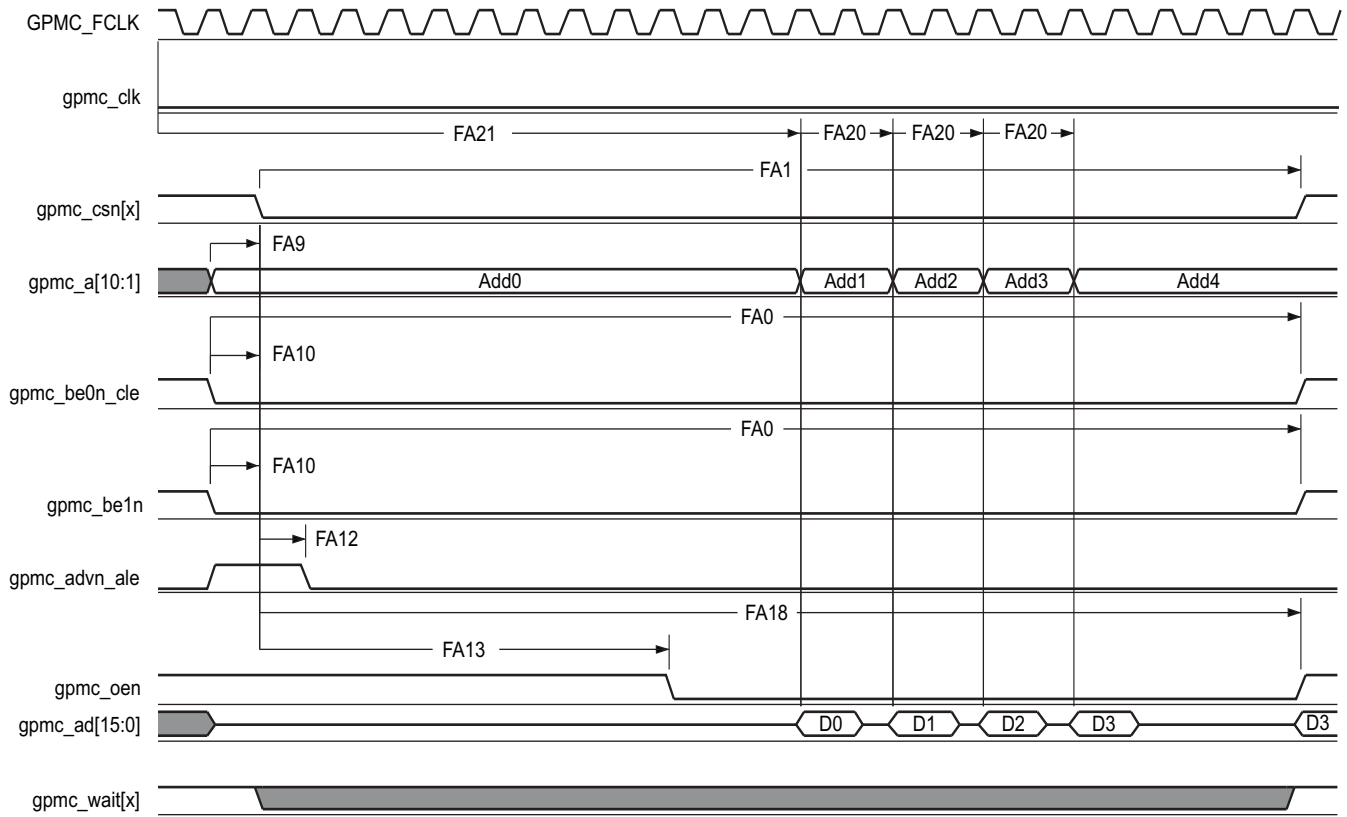 GPMC_FCLK
gpmc_clk
FA21 FA20 FA20 FA20
FA1
gpmc_csn[x]
FA9
gpmc_a[10:1] Add0 Add1 Add2 Add3 Add4
FA0
FA10
gpmc_be0n_cle
FA0
FA10
gpmc_be1n
FA12
gpmc_advn_ale
FA18
FA13
gpmc_oen
gpmc_ad[15:0] D0 D1 D2 D3 D3
gpmc_wait[x]